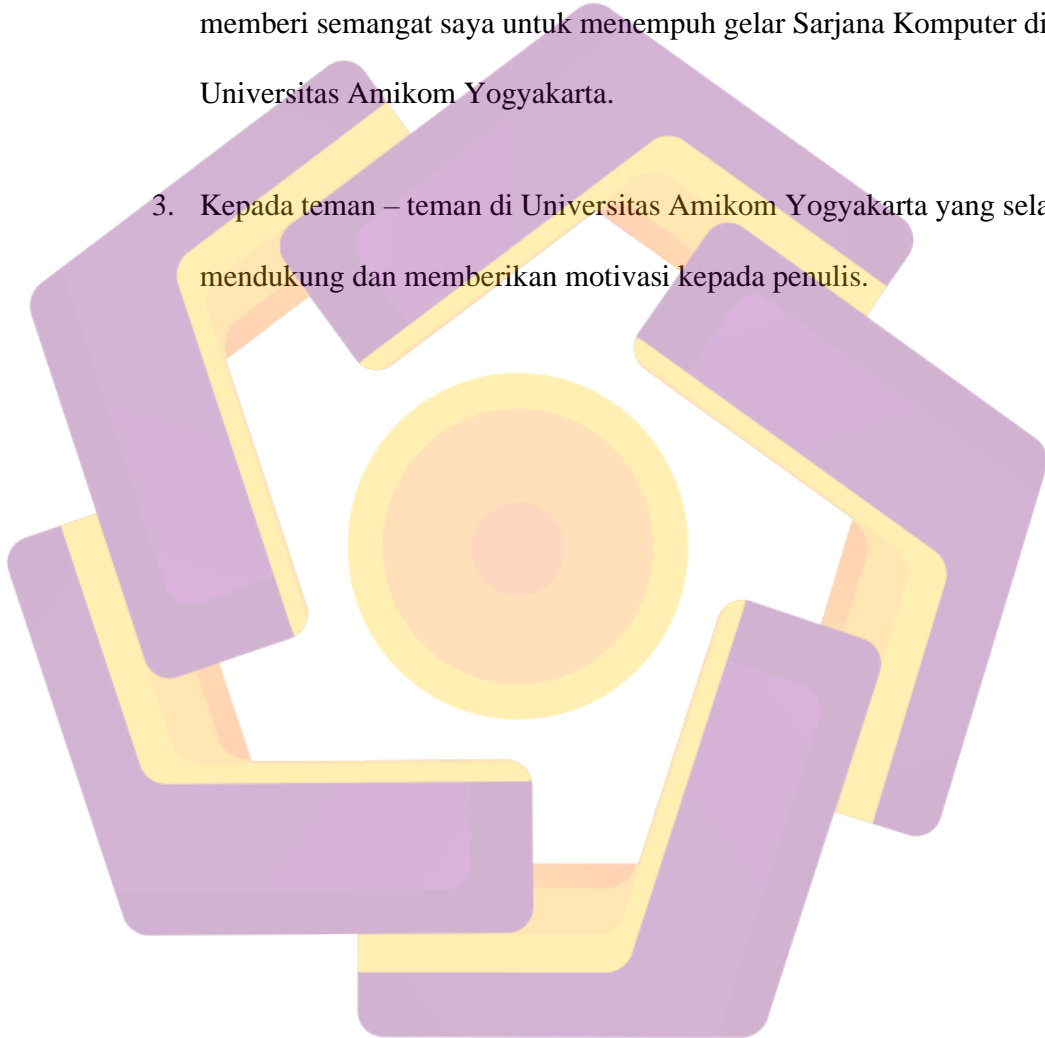 memberi semangat saya untuk menempuh gelar Sarjana Komputer di
Universitas Amikom Yogyakarta.
3. Kepada teman – teman di Universitas Amikom Yogyakarta yang
mendukung dan memberikan motivasi kepada penulis.